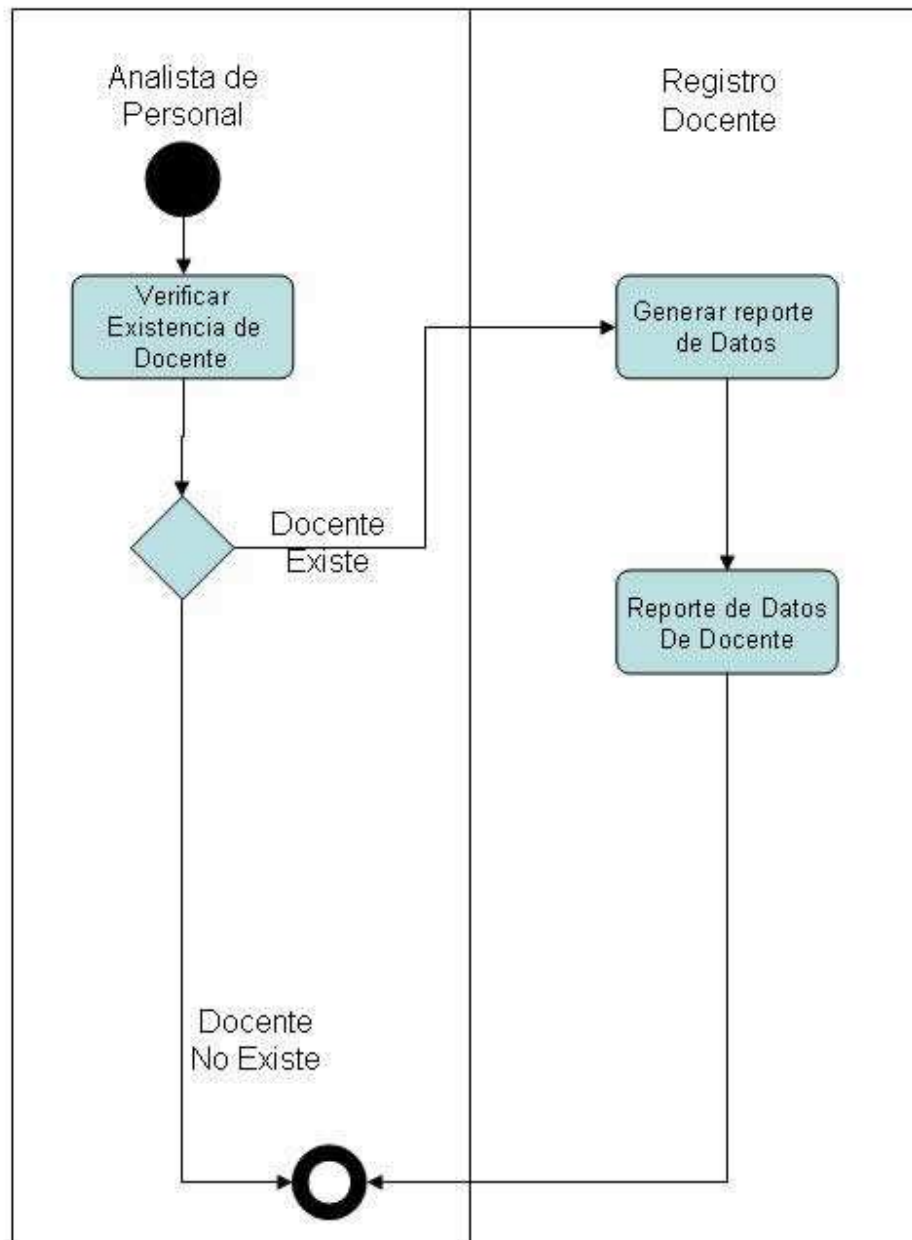 Analista de
Personal
Registro
Docente
Verificar
Existencia de
Docente
Generar reporte
de Datos
Docente
Existe
Reporte de Datos
De Docente
Docente
No Existe